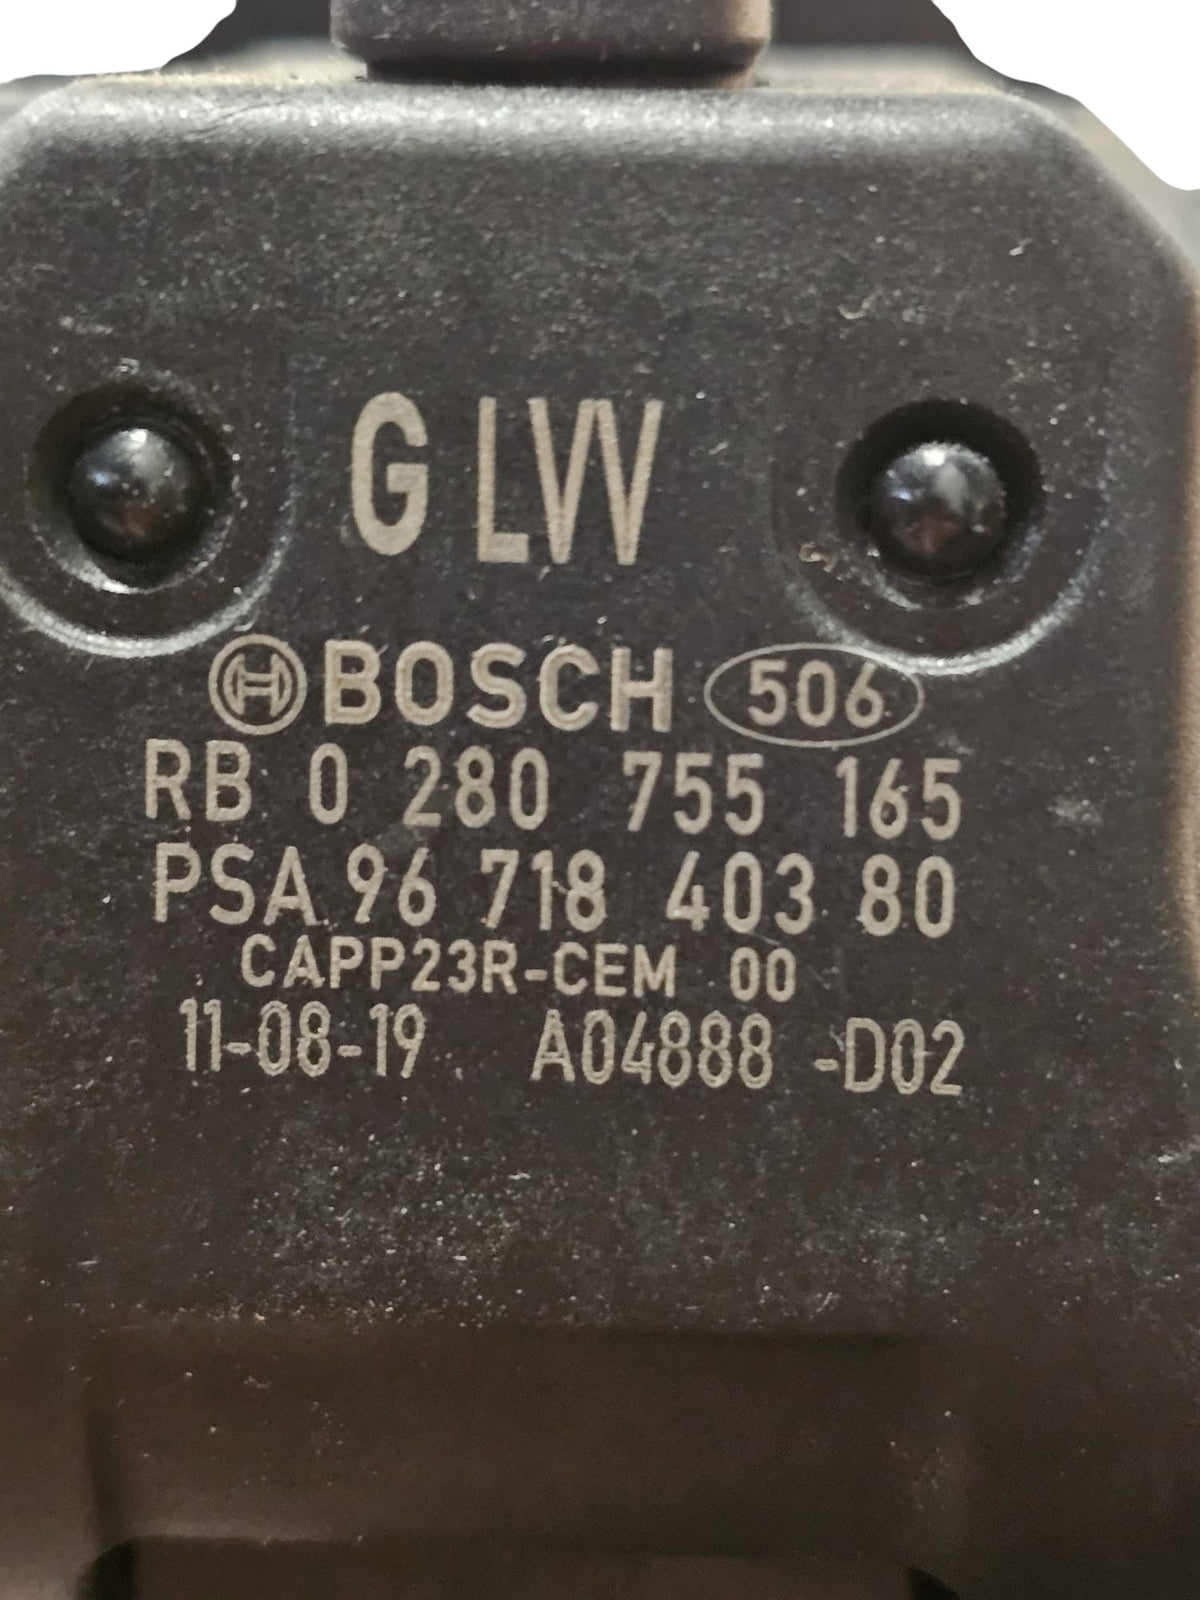 G LVV
BOSCH 506
RB 0 280 755 165
PSA 96 718 403 80
CAPP23R-CEM 00
11-08-19 A04888 -D02